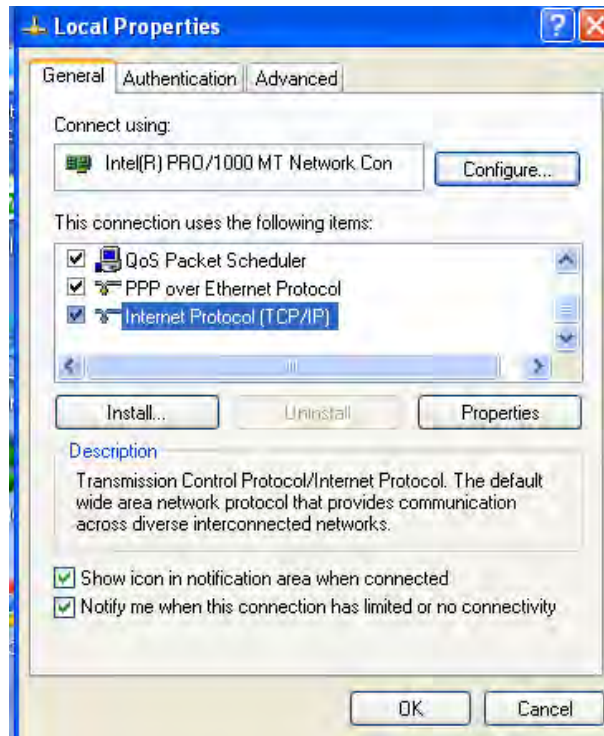 Local Properties
General Authentication Advanced
Connect using:
Intel(R) PRO/1000 MT Network Con
Configure...
This connection uses the following items:
QoS Packet Scheduler
PPP over Ethernet Protocol
Internet Protocol (TCP/IP)
Install... Uninstall Properties
Description
Transmission Control Protocol/Internet Protocol. The default
wide area network protocol that provides communication
across diverse interconnected networks.
Show icon in notification area when connected
Notify me when this connection has limited or no connectivity
OK Cancel